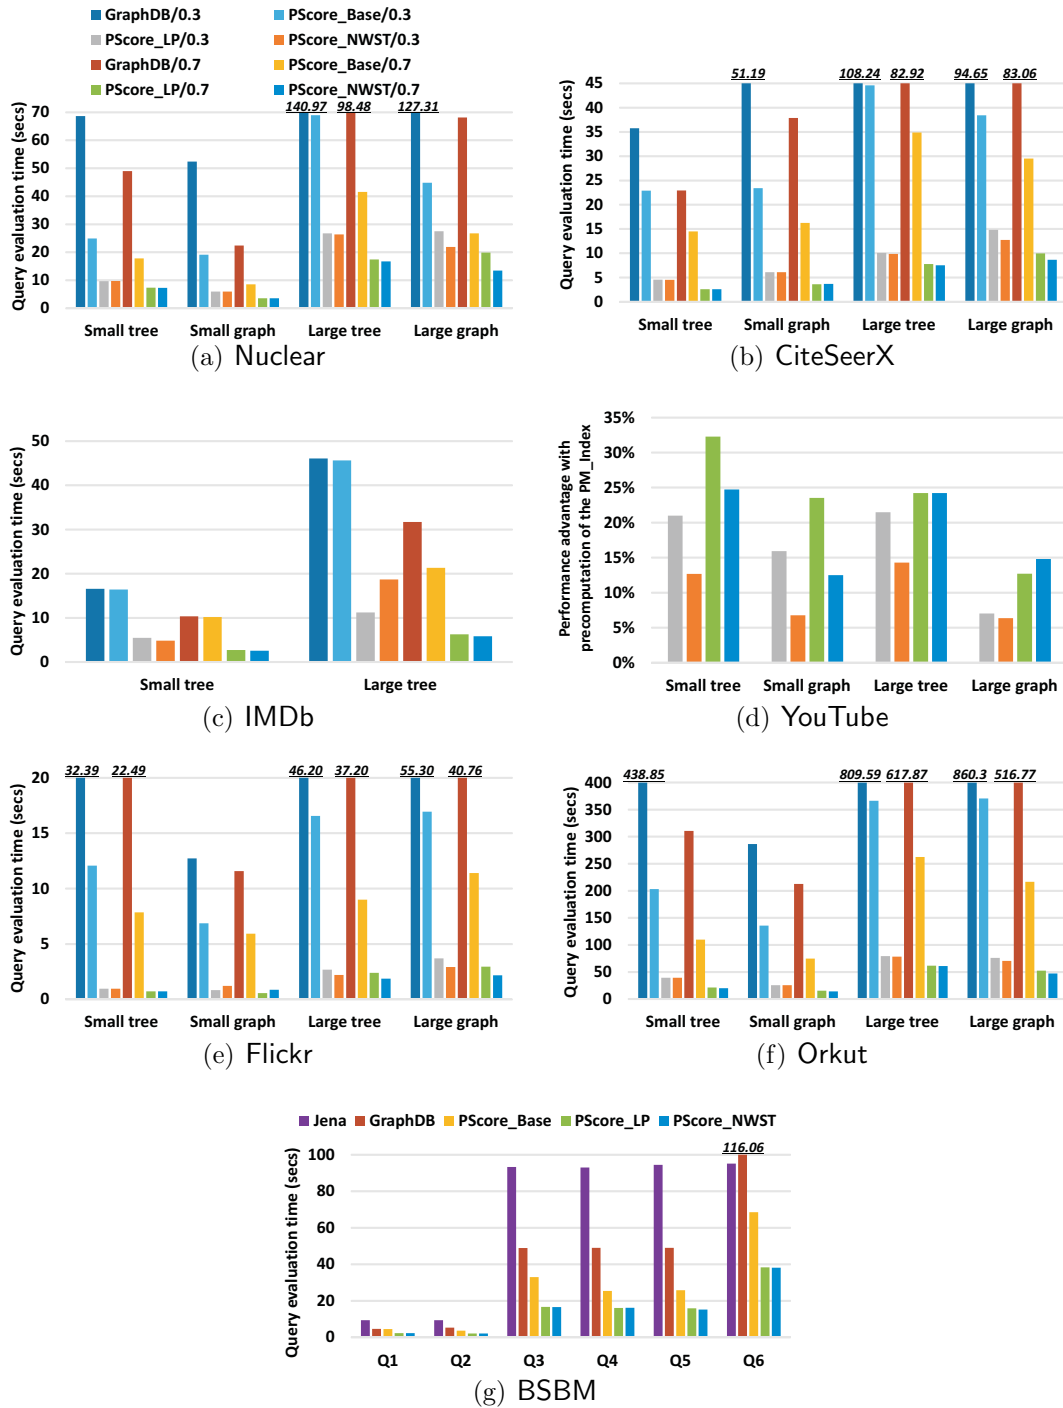 GraphDB/0.3 PScore_Base/0.3
PScore_LP/0.3 PScore_NWST/0.3
GraphDB/0.7 PScore_Base/0.7
PScore_LP/0.7 PScore_NWST/0.7
Query evaluation time (secs)
140.97 98.48 127.31
70
60
50
40
30
20
10
0
Small tree Small graph Large tree Large graph
(a) Nuclear
Query evaluation time (secs)
51.19 108.24 82.92 94.65 83.06
45
40
35
30
25
20
15
10
5
0
Small tree Small graph Large tree Large graph
(b) CiteSeerX
Query evaluation time (secs)
50
40
30
20
10
0
Small tree Large tree
(c) IMDb
Performance advantage with
precomputation of the PM_Index
35%
30%
25%
20%
15%
10%
5%
0%
Small tree Small graph Large tree Large graph
(d) YouTube
Query evaluation time (secs)
32.39 22.49 46.20 37.20 55.30 40.76
20
15
10
5
0
Small tree Small graph Large tree Large graph
(e) Flickr
Query evaluation time (secs)
438.85 809.59 617.87 860.3 516.77
400
350
300
250
200
150
100
50
0
Small tree Small graph Large tree Large graph
(f) Orkut
Jena GraphDB PScore_Base PScore_LP PScore_NWST
Query evaluation time (secs)
116.06
100
80
60
40
20
0
Q1 Q2 Q3 Q4 Q5 Q6
(g) BSBM